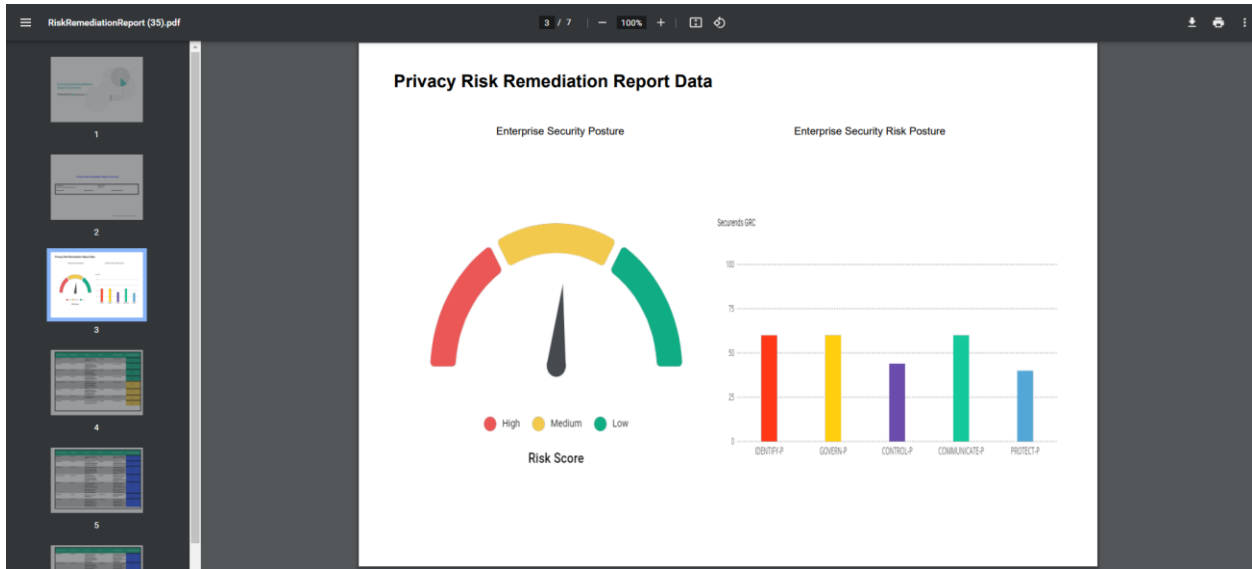 RiskRemediationReport (35).pdf
3 / 7
100%
1
2
3
4
5
Privacy Risk Remediation Report Data
Enterprise Security Posture
Enterprise Security Risk Posture
High
Medium
Low
Risk Score
Securends GRC
100
75
50
25
0
IDENTIFY-P
GOVERN-P
CONTROL-P
COMMUNICATE-P
PROTECT-P